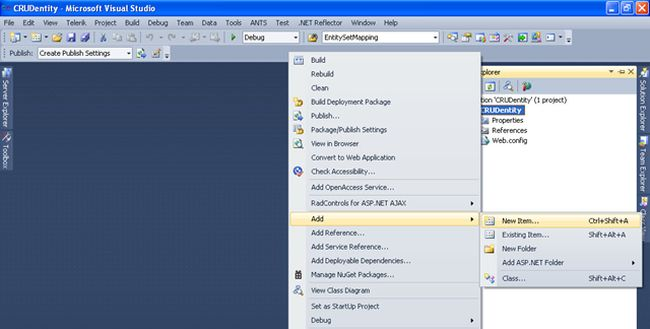 CRUDentity - Microsoft Visual Studio
File Edit View Telerik Project Build Debug Team Data Tools ANTS Test .NET Reflector Window Help
Debug EntitySetMapping
Publish: Create Publish Settings
Server Explorer
Toolbox
xplorer
tion 'CRUDentity' (1 project)
CRUDentity
Properties
References
Web.config
Solution Explorer
Team Explorer
Build
Rebuild
Clean
Build Deployment Package
Publish...
Package/Publish Settings
View in Browser
Convert to Web Application
Check Accessibility...
Add OpenAccess Service...
RadControls for ASP.NET AJAX
Add
Add Reference...
Add Service Reference...
Add Deployable Dependencies...
Manage NuGet Packages...
View Class Diagram
Set as StartUp Project
Debug
New Item... Ctrl+Shift+A
Existing Item... Shift+Alt+A
New Folder
Add ASP.NET Folder
Class... Shift+Alt+C